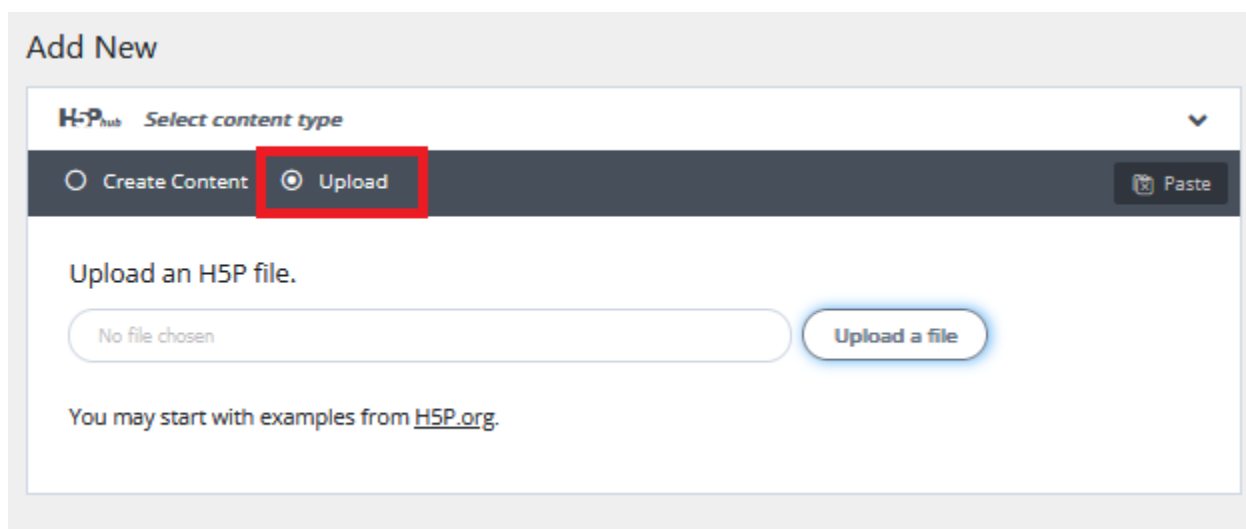 Add New
H5Phub Select content type
Create Content Upload Paste
Upload an H5P file.
No file chosen Upload a file
You may start with examples from H5P.org.